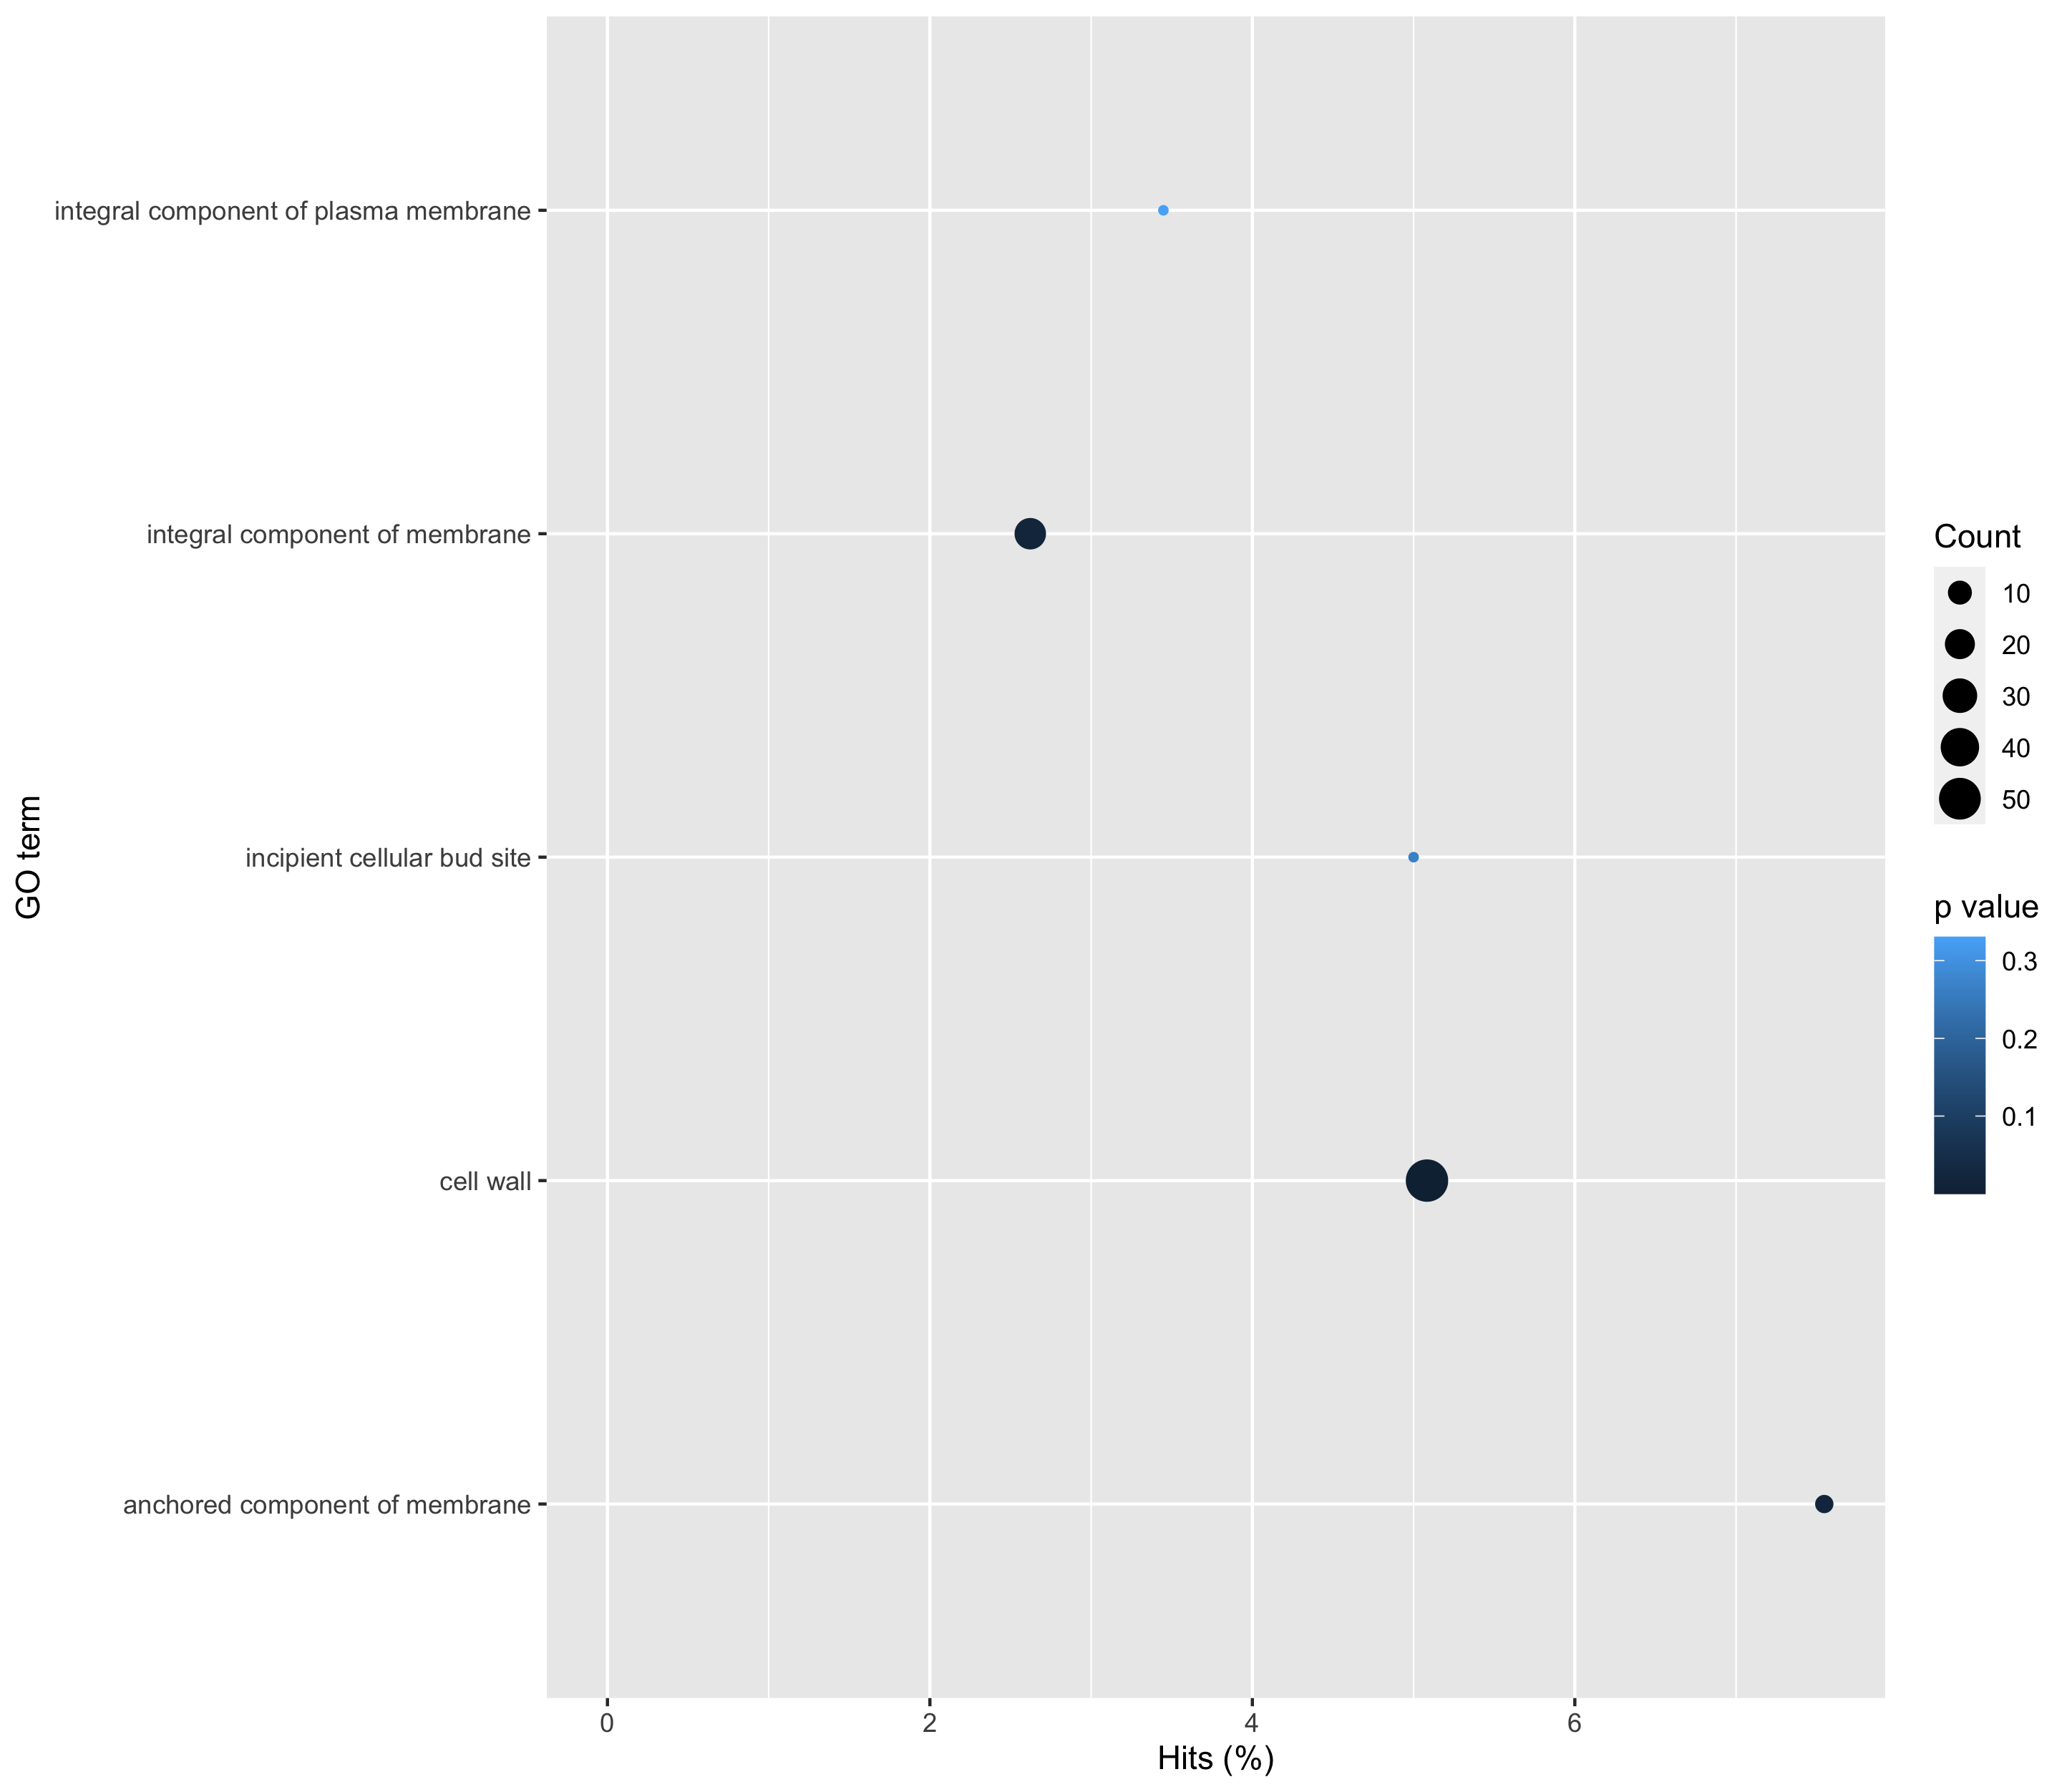 integral component of plasma membrane
integral component of membrane
incipient cellular bud site
cell wall
anchored component of membrane
GO term
0
2
4
6
Hits (%)
Count
10
20
30
40
50
p value
0.3
0.2
0.1